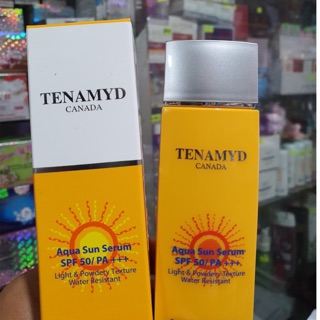 TENAMYD
CANADA
Aqua Sun Serum
SPF 50/ PA +++
Light & Powdery Texture
Water Resistant
TENAMYD
CANADA
Aqua Sun Serum
SPF 50/ PA +++
Light & Powdery Texture
Water Resistant